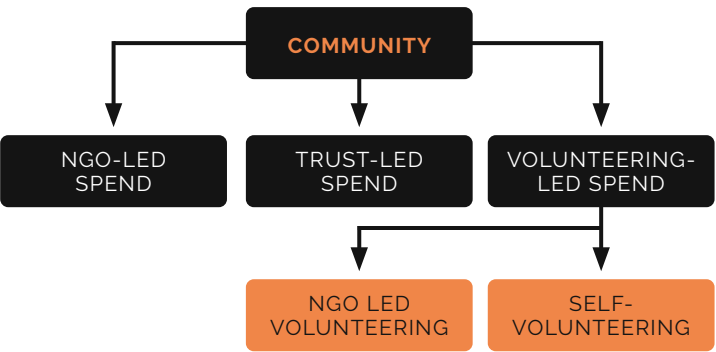 COMMUNITY
NGO-LED
SPEND
TRUST-LED
SPEND
VOLUNTEERING-
LED SPEND
NGO LED
VOLUNTEERING
SELF-
VOLUNTEERING